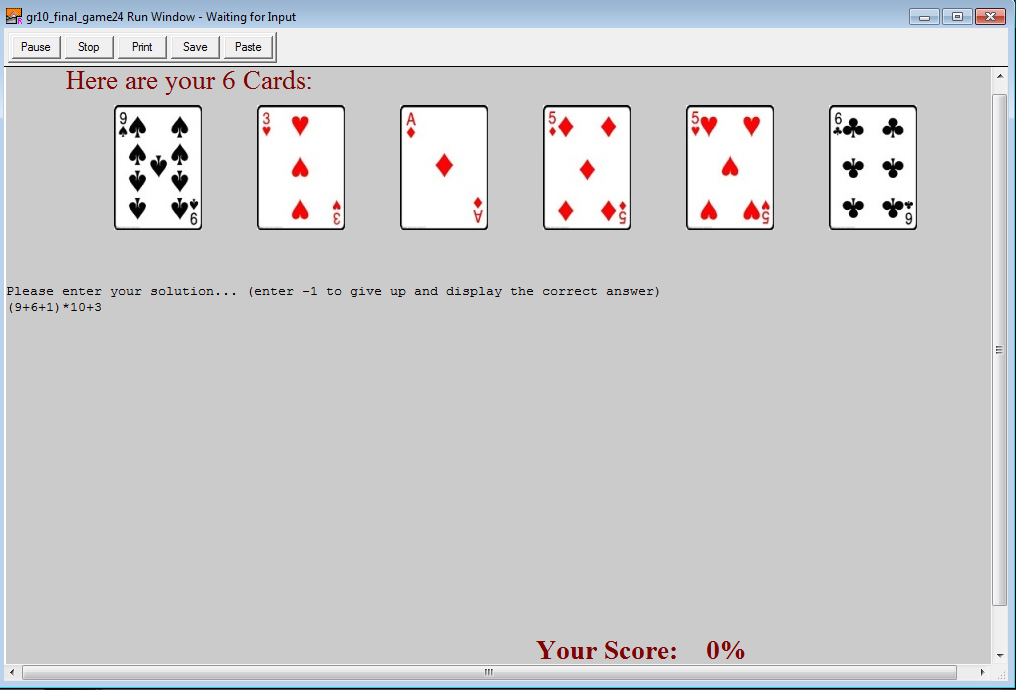 gr10_final_game24 Run Window - Waiting for Input
Pause Stop Print Save Paste
Here are your 6 Cards:
9 3 A 5 5 6
9 3 A 5 5 6
Please enter your solution... (enter -1 to give up and display the correct answer)
(9+6+1)*10+3
Your Score: 0%